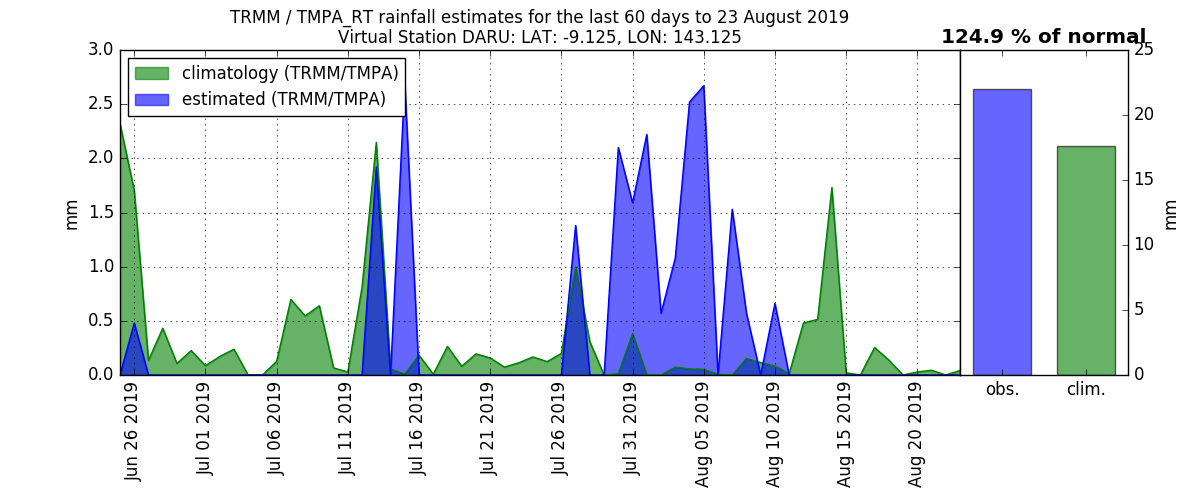 TRMM / TMPA_RT rainfall estimates for the last 60 days to 23 August 2019
Virtual Station DARU: LAT: -9.125, LON: 143.125
124.9 % of normal
climatology (TRMM/TMPA)
estimated (TRMM/TMPA)
3.0
2.5
2.0
1.5
1.0
0.5
0.0
mm
Jun 26 2019
Jul 01 2019
Jul 06 2019
Jul 11 2019
Jul 16 2019
Jul 21 2019
Jul 26 2019
Jul 31 2019
Aug 05 2019
Aug 10 2019
Aug 15 2019
Aug 20 2019
obs.
clim.
25
20
15
10
5
0
mm